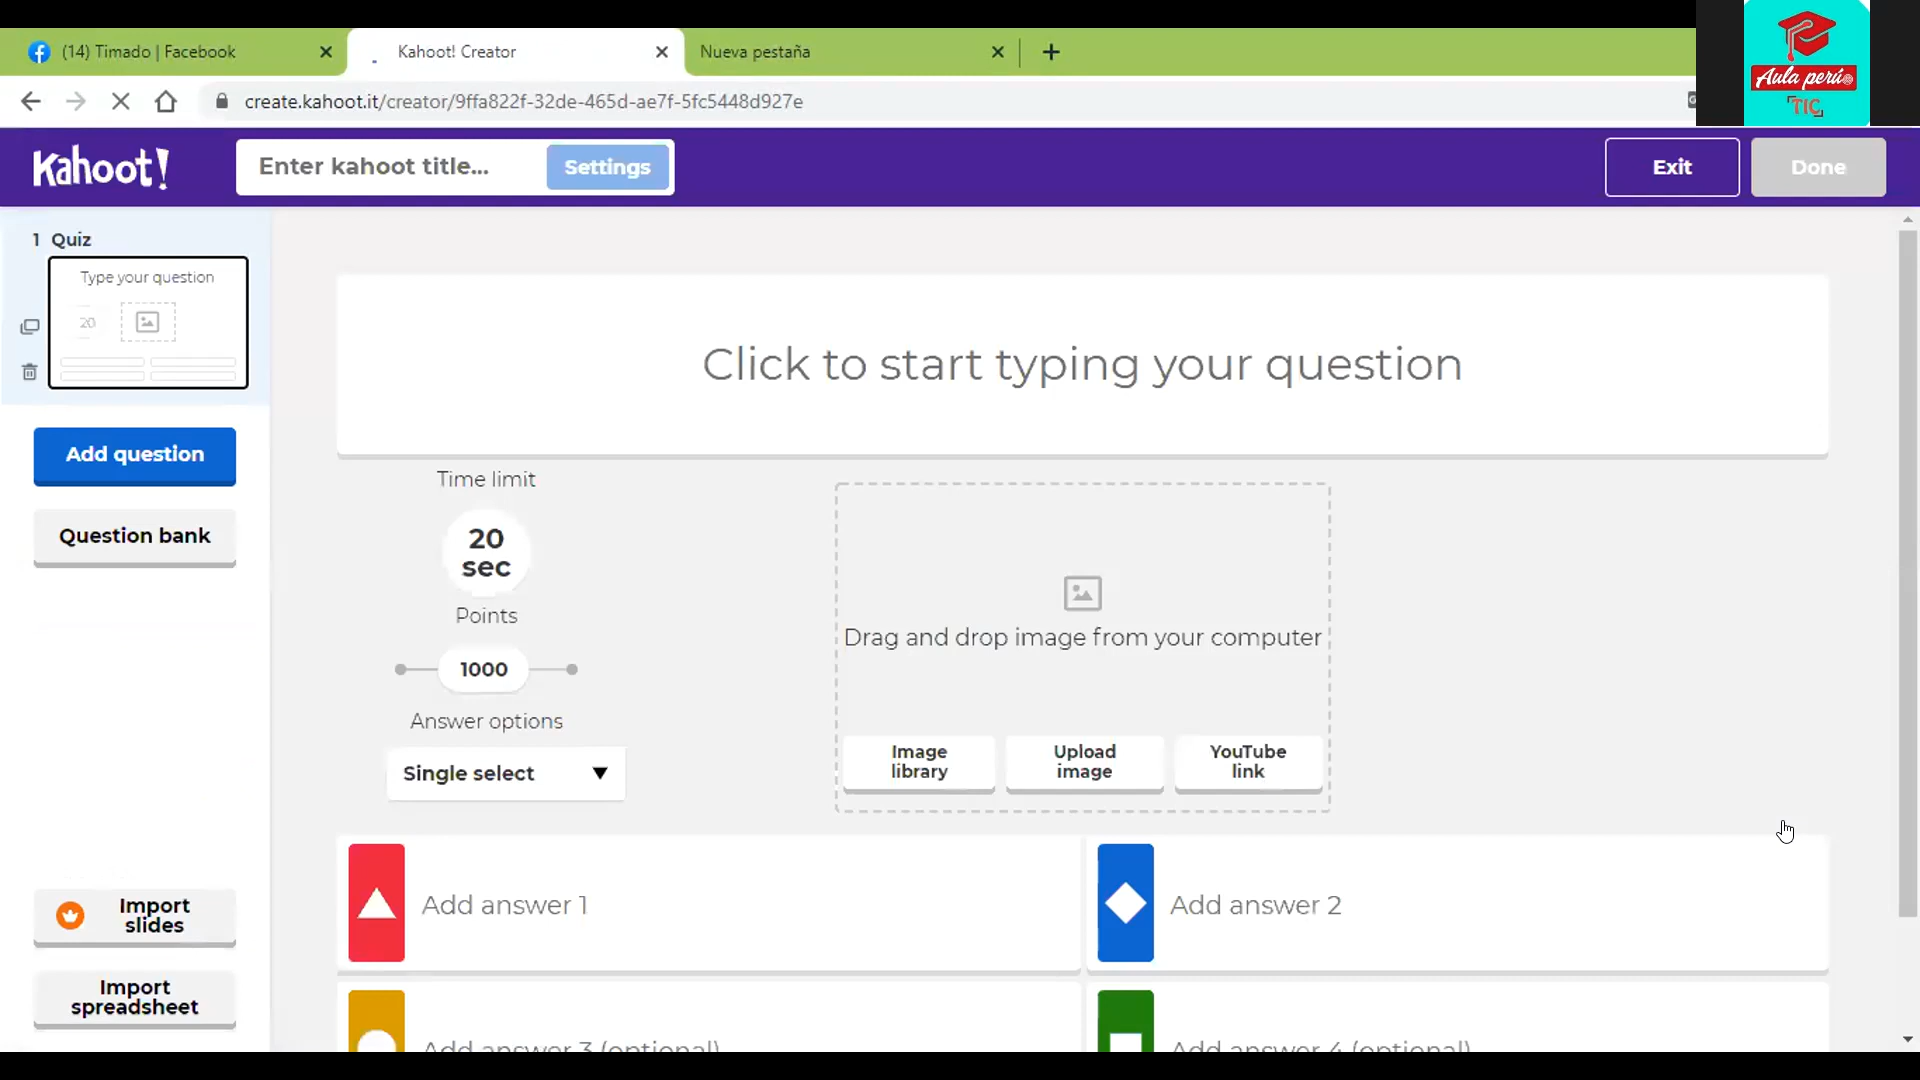 (14) Timado | Facebook
Kahoot! Creator
Nueva pestaña
Aula perú
TIC
create.kahoot.it/creator/9ffa822f-32de-465d-ae7f-5fc5448d927e
Kahoot!
Enter kahoot title...
Settings
Exit
Done
1 Quiz
Type your question
20
Add question
Question bank
Import
slides
Import
spreadsheet
Click to start typing your question
Time limit
20
sec
Points
1000
Answer options
Single select
Drag and drop image from your computer
Image
library
Upload
image
YouTube
link
Add answer 1
Add answer 2
Add answer 3 (optional)
Add answer 4 (optional)